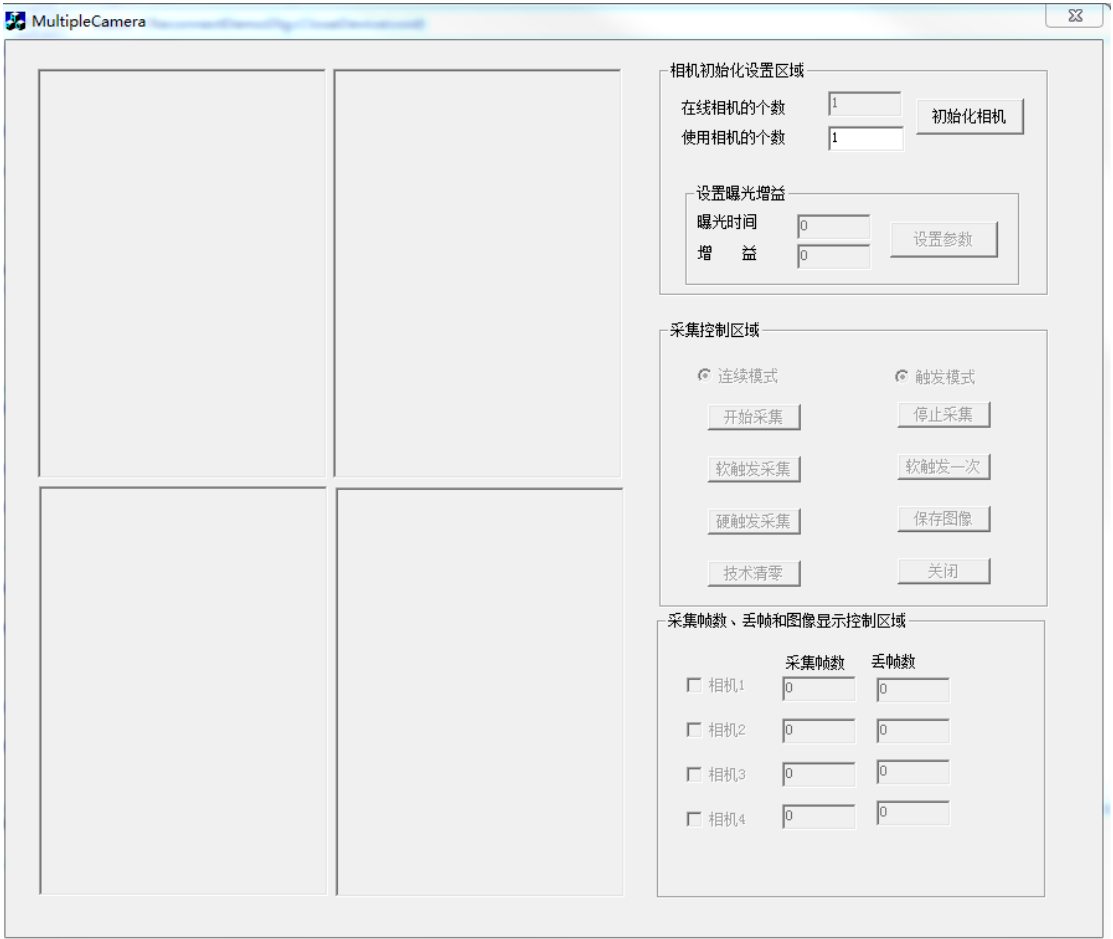 MultipleCamera
相机初始化设置区域
在线相机的个数 1
初始化相机
使用相机的个数 1
设置曝光增益
曝光时间 0
设置参数
增 益 0
采集控制区域
连续模式 触发模式
开始采集 停止采集
软触发采集 软触发一次
硬触发采集 保存图像
技术清零 关闭
采集帧数、丢帧和图像显示控制区域
采集帧数 丢帧数
相机1 0 0
相机2 0 0
相机3 0 0
相机4 0 0